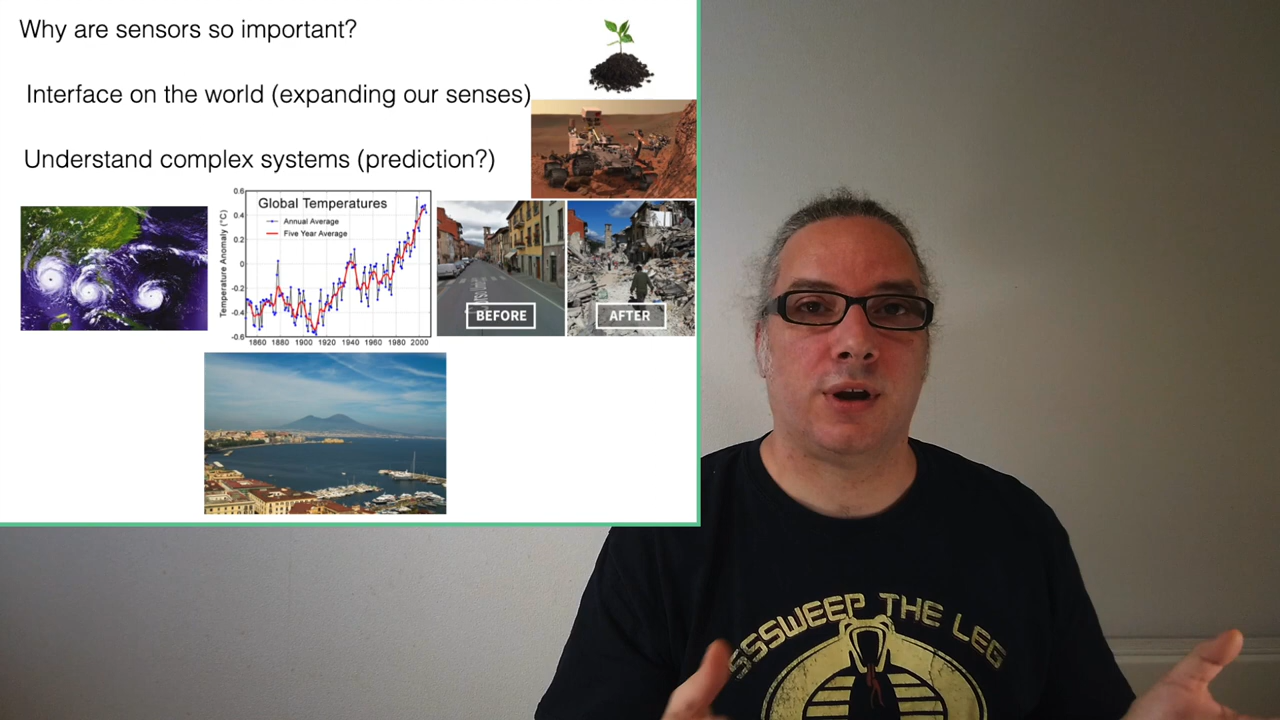 Why are sensors so important?
Interface on the world (expanding our senses)
Understand complex systems (prediction?)
Global Temperatures
Annual Average
Five Year Average
Temperature Anomaly (°C)
0.6
0.4
0.2
0
-0.2
-0.4
-0.6
1860 1880 1900 1920 1940 1960 1980 2000
BEFORE
AFTER
SSSWEEP THE LEG